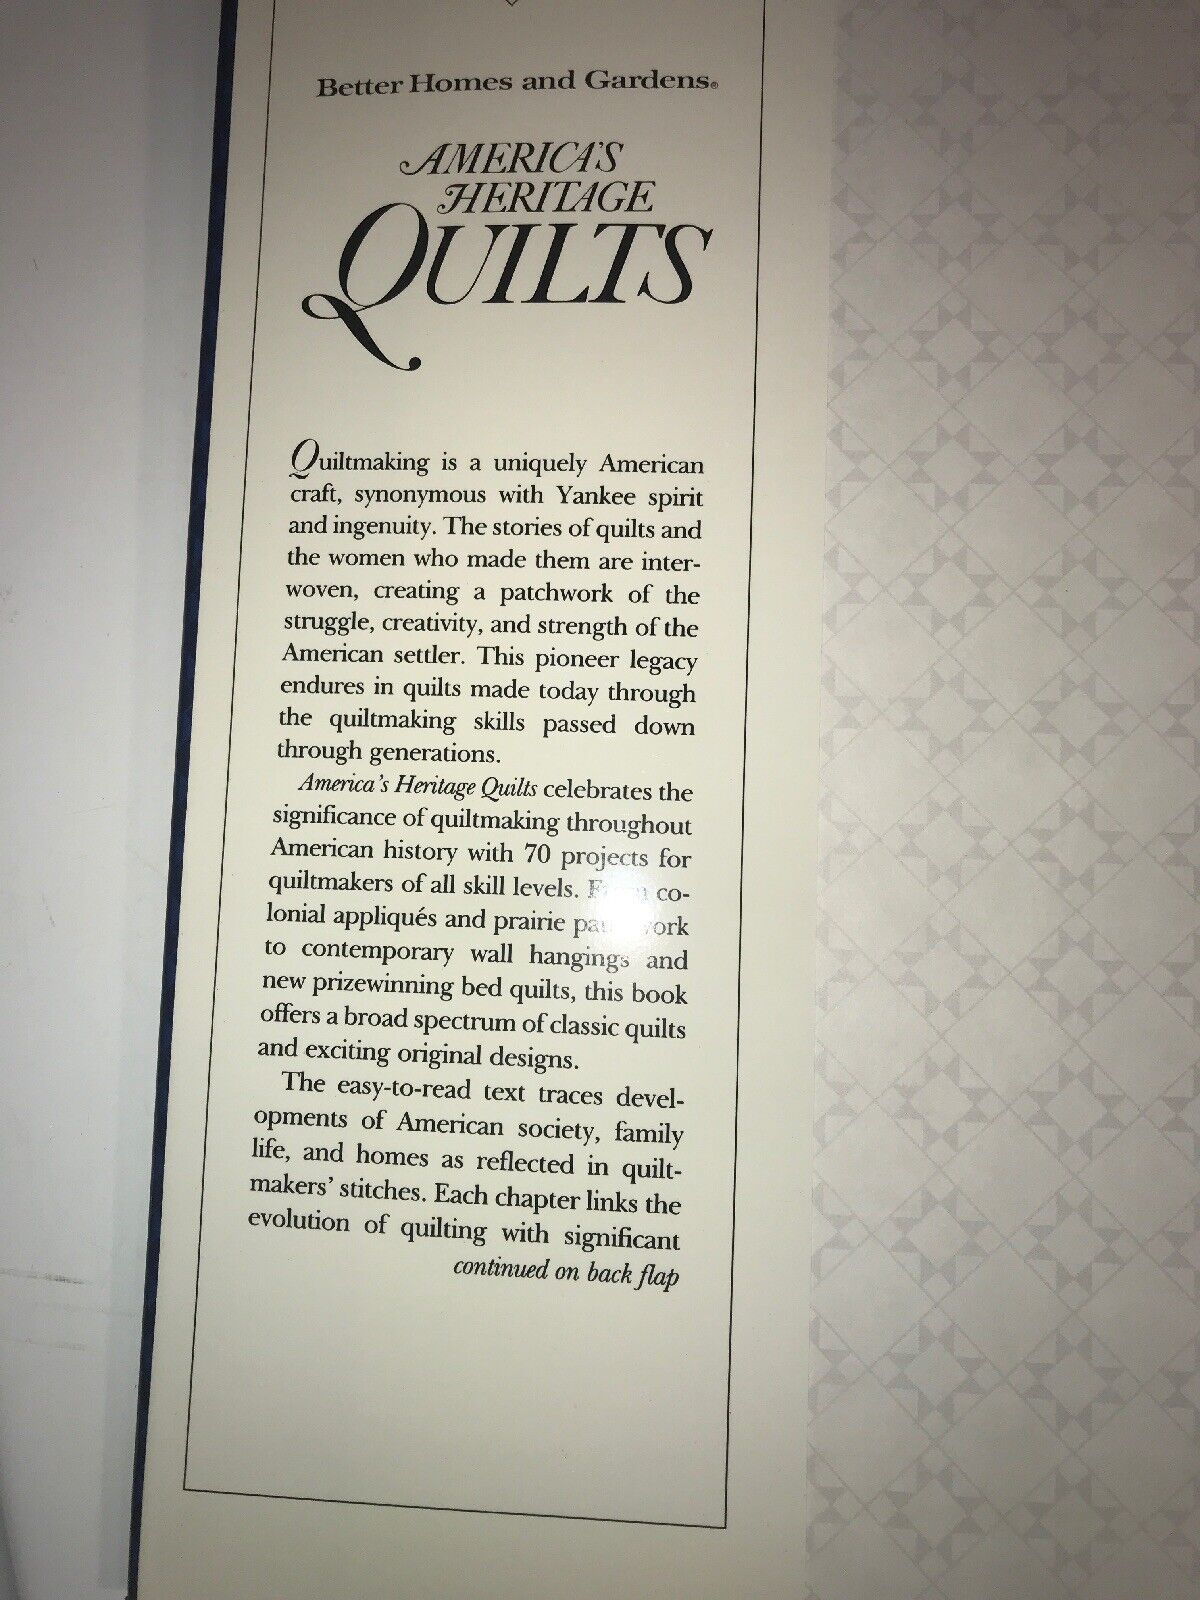 Better Homes and Gardens®
AMERICA'S
HERITAGE
QUILTS
Quiltmaking is a uniquely American
craft, synonymous with Yankee spirit
and ingenuity. The stories of quilts and
the women who made them are inter-
woven, creating a patchwork of the
struggle, creativity, and strength of the
American settler. This pioneer legacy
endures in quilts made today through
the quiltmaking skills passed down
through generations.
America's Heritage Quilts celebrates the
significance of quiltmaking throughout
American history with 70 projects for
quiltmakers of all skill levels. From co-
lonial appliqués and prairie patchwork
to contemporary wall hangings and
new prizewinning bed quilts, this book
offers a broad spectrum of classic quilts
and exciting original designs.
The easy-to-read text traces devel-
opments of American society, family
life, and homes as reflected in quilt-
makers' stitches. Each chapter links the
evolution of quilting with significant
continued on back flap